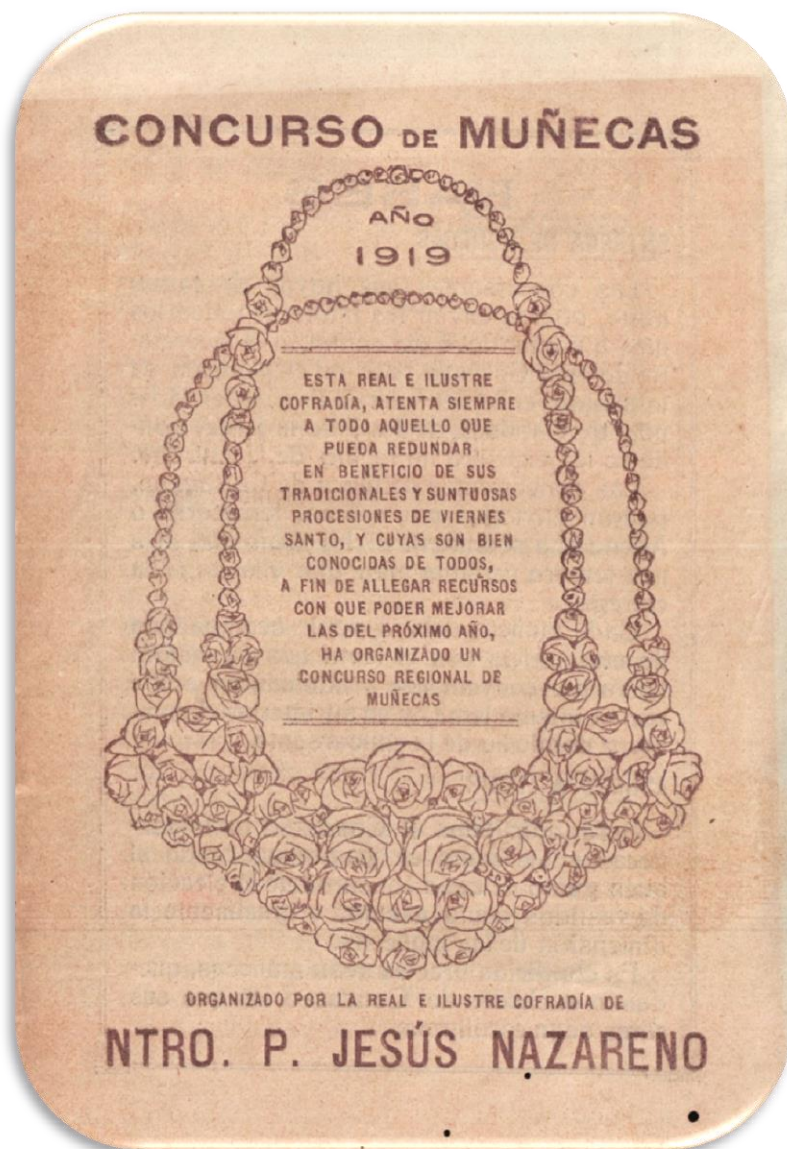 CONCURSO DE MUÑECAS
AÑO
1919
ESTA REAL E ILUSTRE
COFRADÍA, ATENTA SIEMPRE
A TODO AQUELLO QUE
PUEDA REDUNDAR
EN BENEFICIO DE SUS
TRADICIONALES Y SUNTUOSAS
PROCESIONES DE VIERNES
SANTO, Y CUYAS SON BIEN
CONOCIDAS DE TODOS,
A FIN DE ALLEGAR RECURSOS
CON QUE PODER MEJORAR
LAS DEL PRÓXIMO AÑO,
HA ORGANIZADO UN
CONCURSO REGIONAL DE
MUÑECAS
ORGANIZADO POR LA REAL E ILUSTRE COFRADÍA DE
NTRO. P. JESÚS NAZARENO